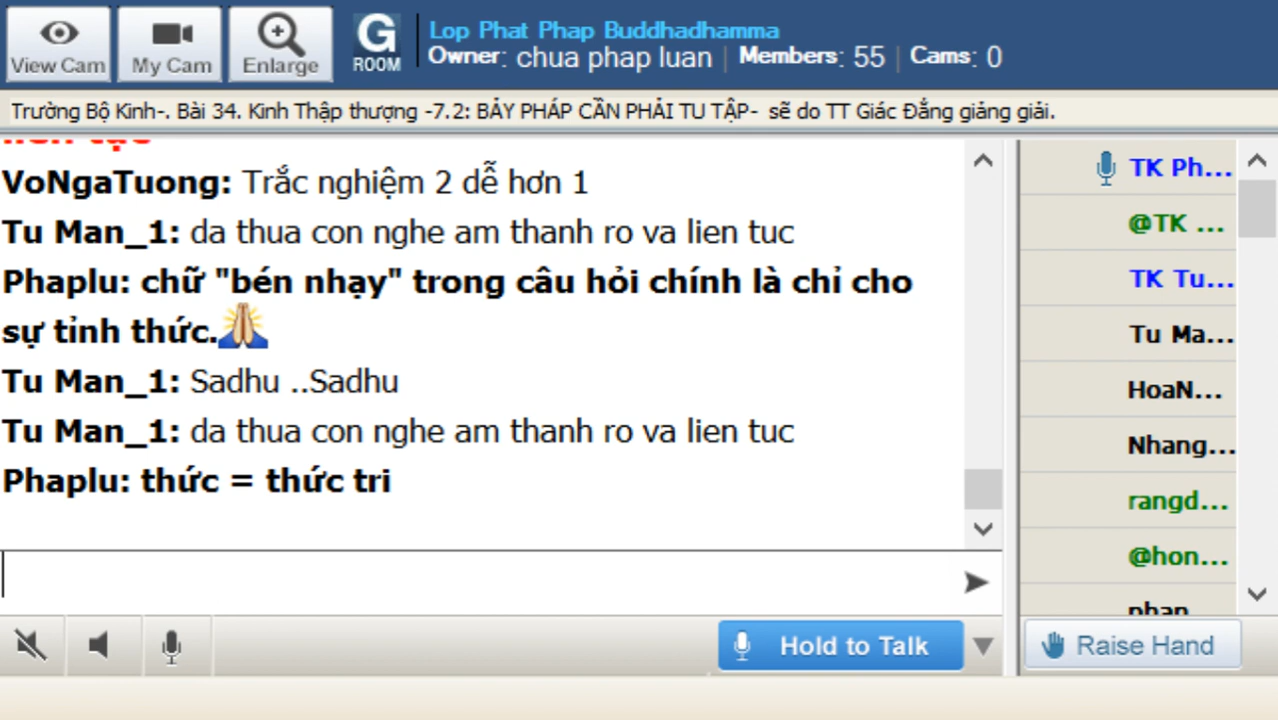 View Cam
My Cam
Enlarge
G
ROOM
Lop Phat Phap Buddhadhamma
Owner: chua phap luan | Members: 55 | Cams: 0
Trường Bộ Kinh-. Bài 34. Kinh Thập thượng -7.2: BẢY PHÁP CẦN PHẢI TU TẬP- sẽ do TT Giác Đẳng giảng giải.
liên tục
VoNgaTuong: Trắc nghiệm 2 dễ hơn 1
Tu Man_1: da thua con nghe am thanh ro va lien tuc
Phaplu: chữ "bén nhạy" trong câu hỏi chính là chỉ cho
sự tỉnh thức.
Tu Man_1: Sadhu ..Sadhu
Tu Man_1: da thua con nghe am thanh ro va lien tuc
Phaplu: thức = thức tri
TK Ph...
@TK ...
TK Tu...
Tu Ma...
HoaN...
Nhang...
rangd...
@hon...
phap
Hold to Talk
Raise Hand